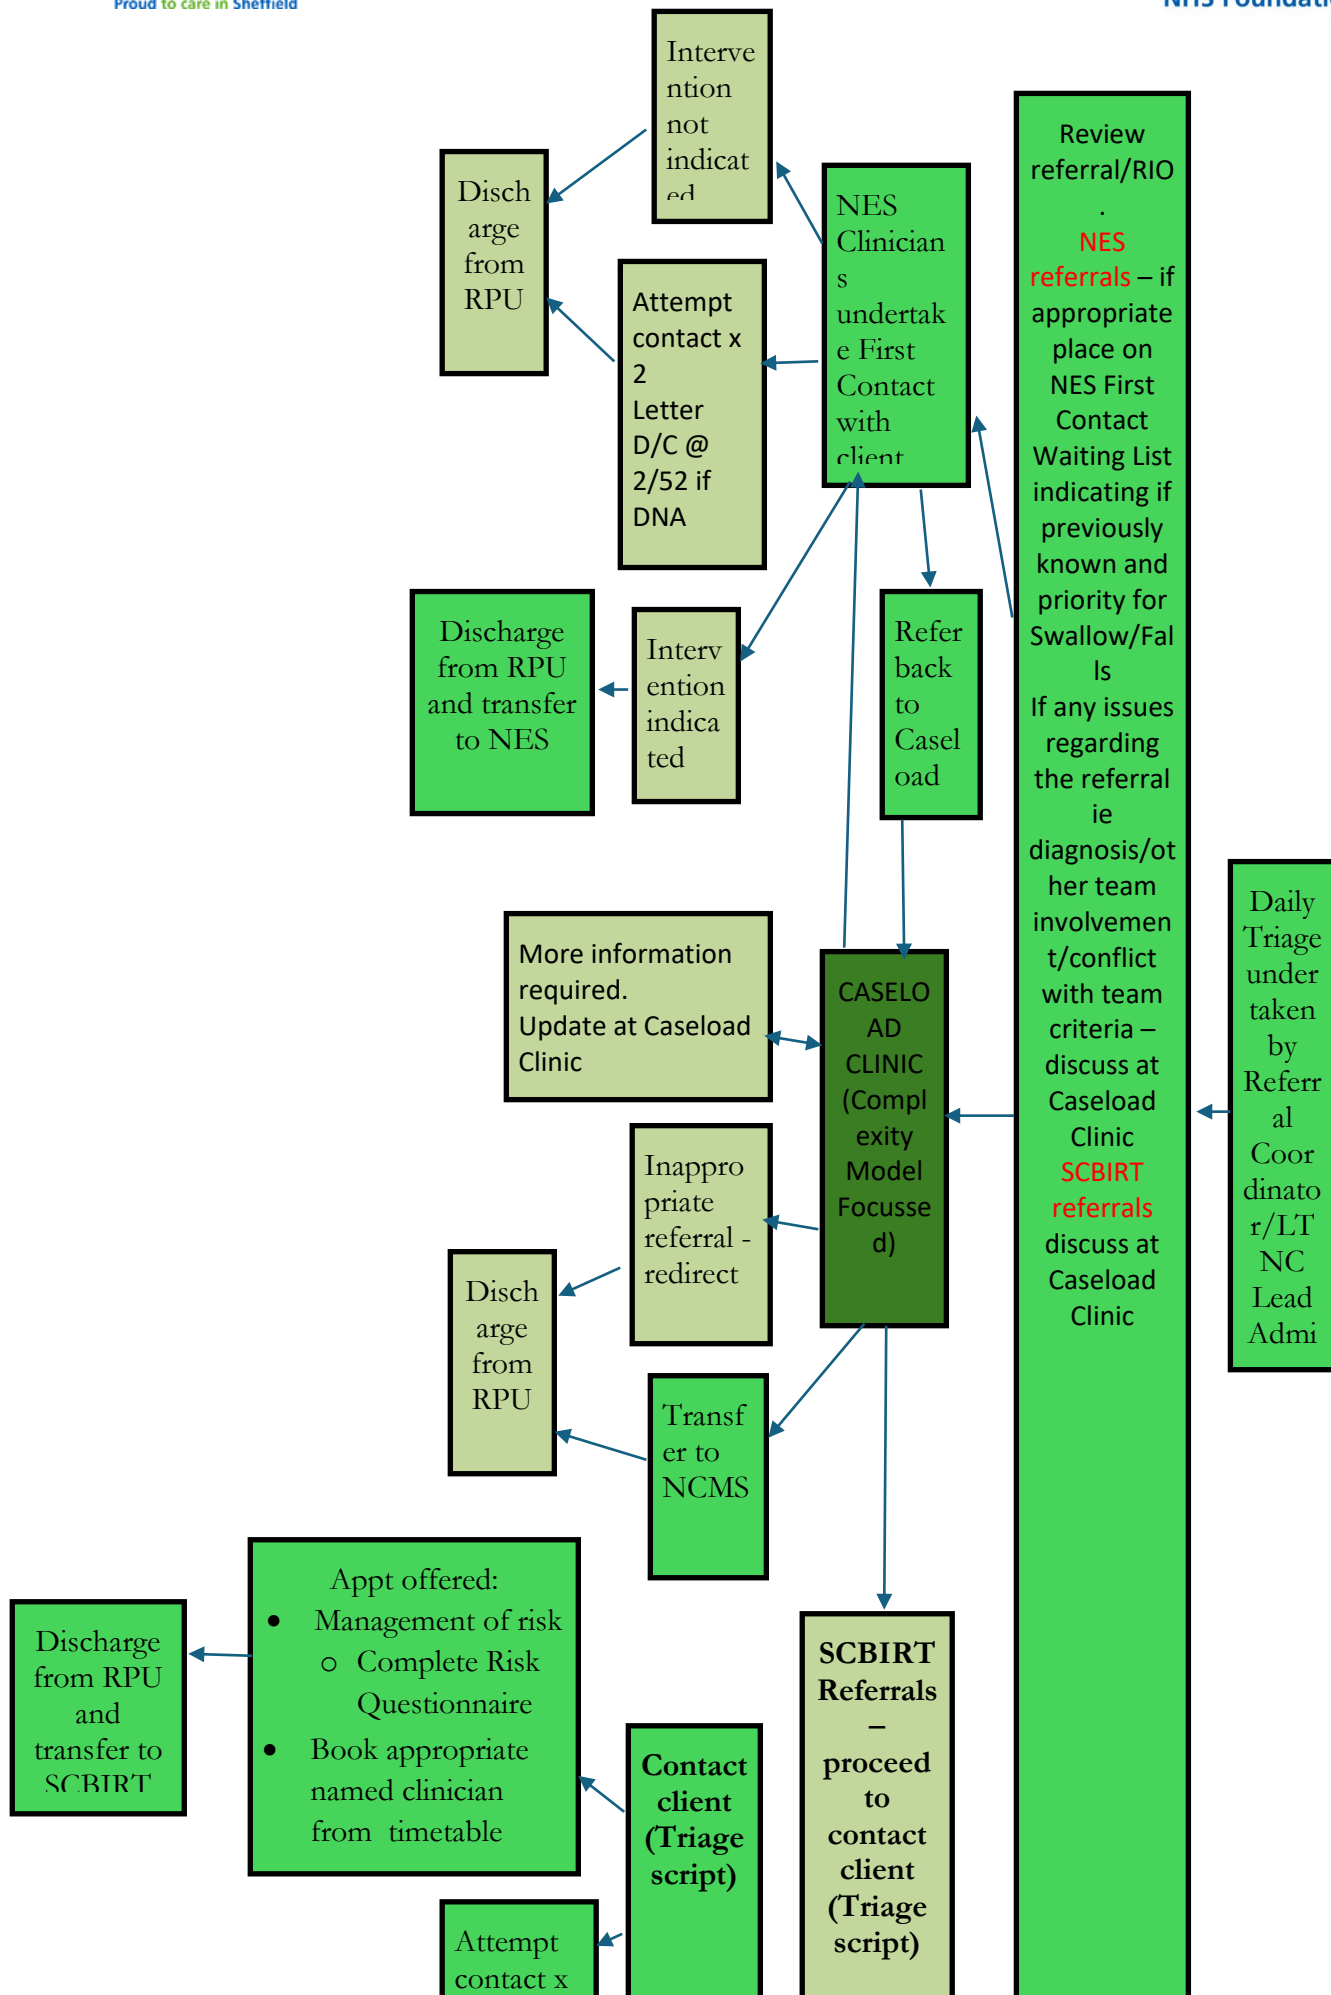 Proud to care in Sheffield
Interve
ntion
not
indicat
ed
Disch
arge
from
RPU
NES
Clinician
s
undertak
e First
Contact
with
client
Attempt
contact x
2
Letter
D/C @
2/52 if
DNA
Review
referral/RIO
.
NES
referrals – if
appropriate
place on
NES First
Contact
Waiting List
indicating if
previously
known and
priority for
Swallow/Fal
ls
If any issues
regarding
the referral
ie
diagnosis/ot
her team
involvemen
t/conflict
with team
criteria –
discuss at
Caseload
Clinic
SCBIRT
referrals
discuss at
Caseload
Clinic
Discharge
from RPU
and transfer
to NES
Interv
ention
indica
ted
Refer
back
to
Casel
oad
Daily
Triage
under
taken
by
Referr
al
Coor
dinato
r/LT
NC
Lead
Admi
More information
required.
Update at Caseload
Clinic
CASELO
AD
CLINIC
(Compl
exity
Model
Focusse
d)
Inappro
priate
referral -
redirect
Disch
arge
from
RPU
Transf
er to
NCMS
Appt offered:
• Management of risk
o Complete Risk
Questionnaire
• Book appropriate
named clinician
from timetable
Discharge
from RPU
and
transfer to
SCBIRT
Contact
client
(Triage
script)
SCBIRT
Referrals
–
proceed
to
contact
client
(Triage
script)
Attempt
contact x